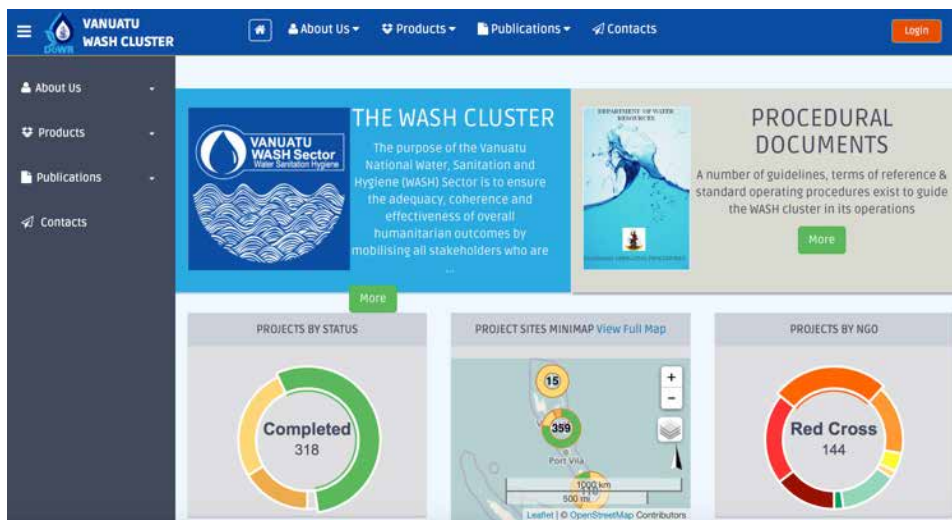 VANUATU
WASH CLUSTER
DoWR
About Us
Products
Publications
Contacts
Login
About Us
Products
Publications
Contacts
VANUATU
WASH Sector
Water Sanitation Hygiene
THE WASH CLUSTER
The purpose of the Vanuatu
National Water, Sanitation and
Hygiene (WASH) Sector is to ensure
the adequacy, coherence and
effectiveness of overall
humanitarian outcomes by
mobilising all stakeholders who are
...
More
DEPARTMENT OF WATER
RESOURCES
PROCEDURAL
DOCUMENTS
A number of guidelines, terms of reference &
standard operating procedures exist to guide
the WASH cluster in its operations
More
PROJECTS BY STATUS
Completed
318
PROJECT SITES MINIMAP View Full Map
15
359
Port Vila
110
1000 km
500 mi
+
−
Leaflet | © OpenStreetMap Contributors
PROJECTS BY NGO
Red Cross
144